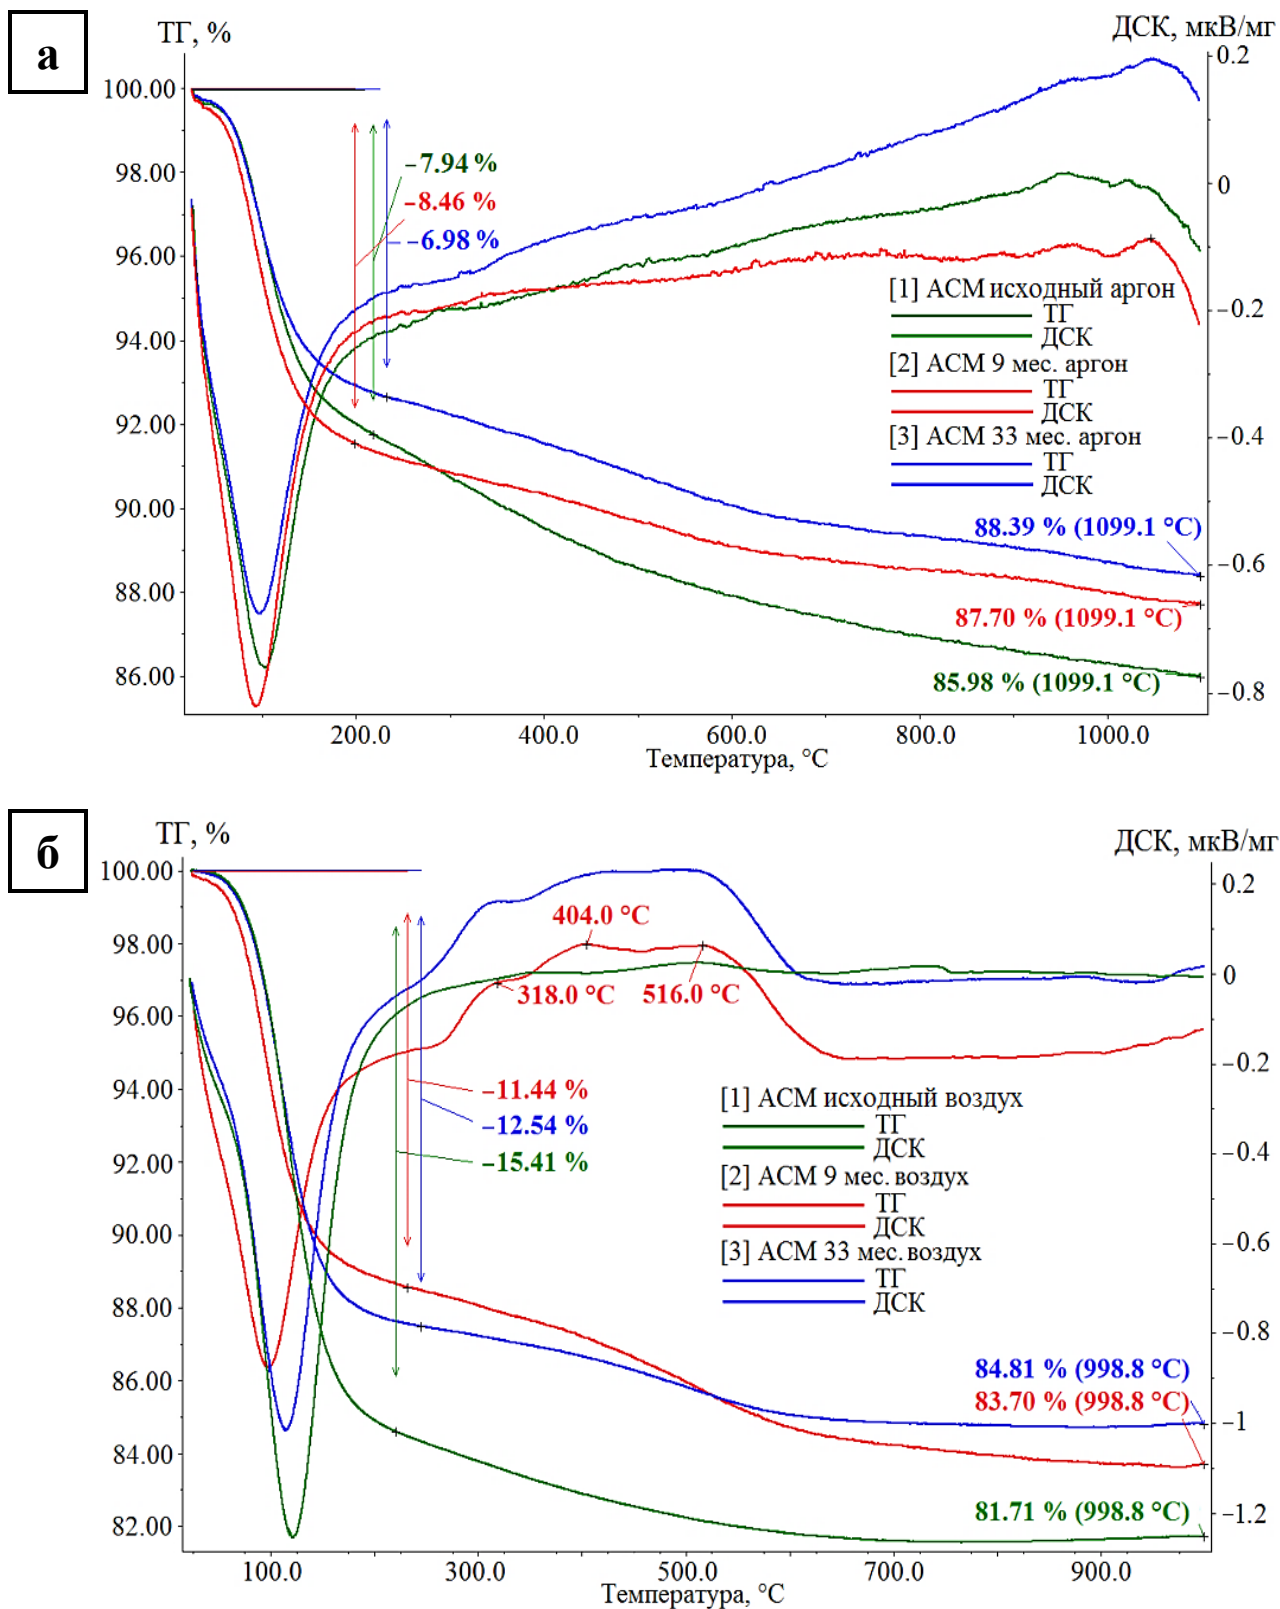 а
ТГ, %
ДСК, мкВ/мг
100.00
98.00
96.00
94.00
92.00
90.00
88.00
86.00
0.2
0
−0.2
−0.4
−0.6
−0.8
−7.94 %
−8.46 %
−6.98 %
[1] АСМ исходный аргон
ТГ
ДСК
[2] АСМ 9 мес. аргон
ТГ
ДСК
[3] АСМ 33 мес. аргон
ТГ
ДСК
88.39 % (1099.1 °C)
87.70 % (1099.1 °C)
85.98 % (1099.1 °C)
200.0 400.0 600.0 800.0 1000.0
Температура, °C
б
ТГ, %
ДСК, мкВ/мг
100.00
98.00
96.00
94.00
92.00
90.00
88.00
86.00
84.00
82.00
0.2
0
−0.2
−0.4
−0.6
−0.8
−1
−1.2
404.0 °C
318.0 °C
516.0 °C
−11.44 %
−12.54 %
−15.41 %
[1] АСМ исходный воздух
ТГ
ДСК
[2] АСМ 9 мес. воздух
ТГ
ДСК
[3] АСМ 33 мес. воздух
ТГ
ДСК
84.81 % (998.8 °C)
83.70 % (998.8 °C)
81.71 % (998.8 °C)
100.0 300.0 500.0 700.0 900.0
Температура, °C